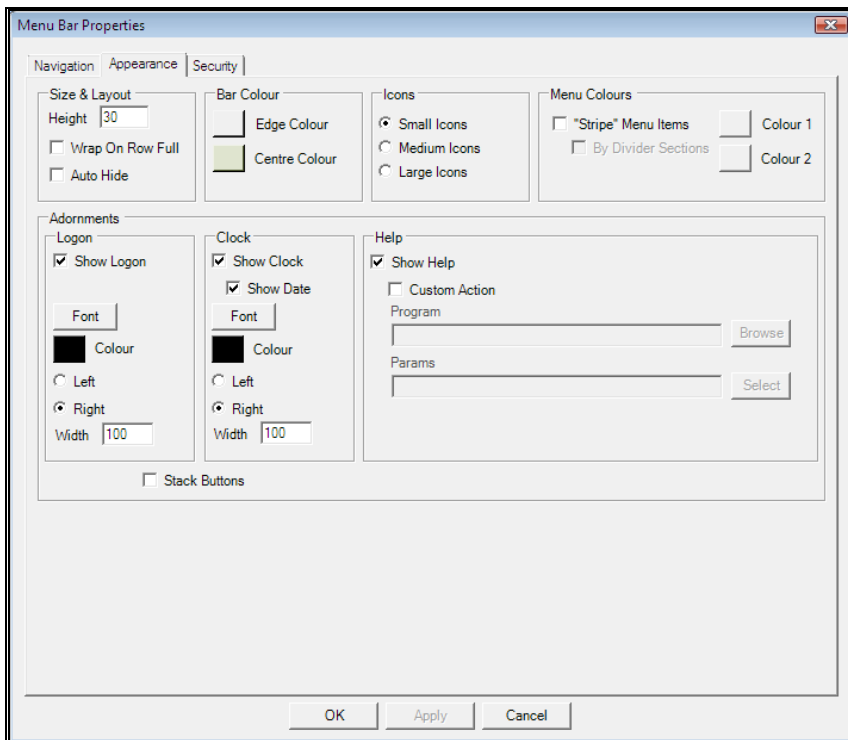 Menu Bar Properties
Navigation Appearance Security
Size & Layout
Height 30
Wrap On Row Full
Auto Hide
Bar Colour
Edge Colour
Centre Colour
Icons
Small Icons
Medium Icons
Large Icons
Menu Colours
"Stripe" Menu Items
By Divider Sections
Colour 1
Colour 2
Adornments
Logon
Show Logon
Font
Colour
Left
Right
Width 100
Clock
Show Clock
Show Date
Font
Colour
Left
Right
Width 100
Help
Show Help
Custom Action
Program
Browse
Params
Select
Stack Buttons
OK Apply Cancel